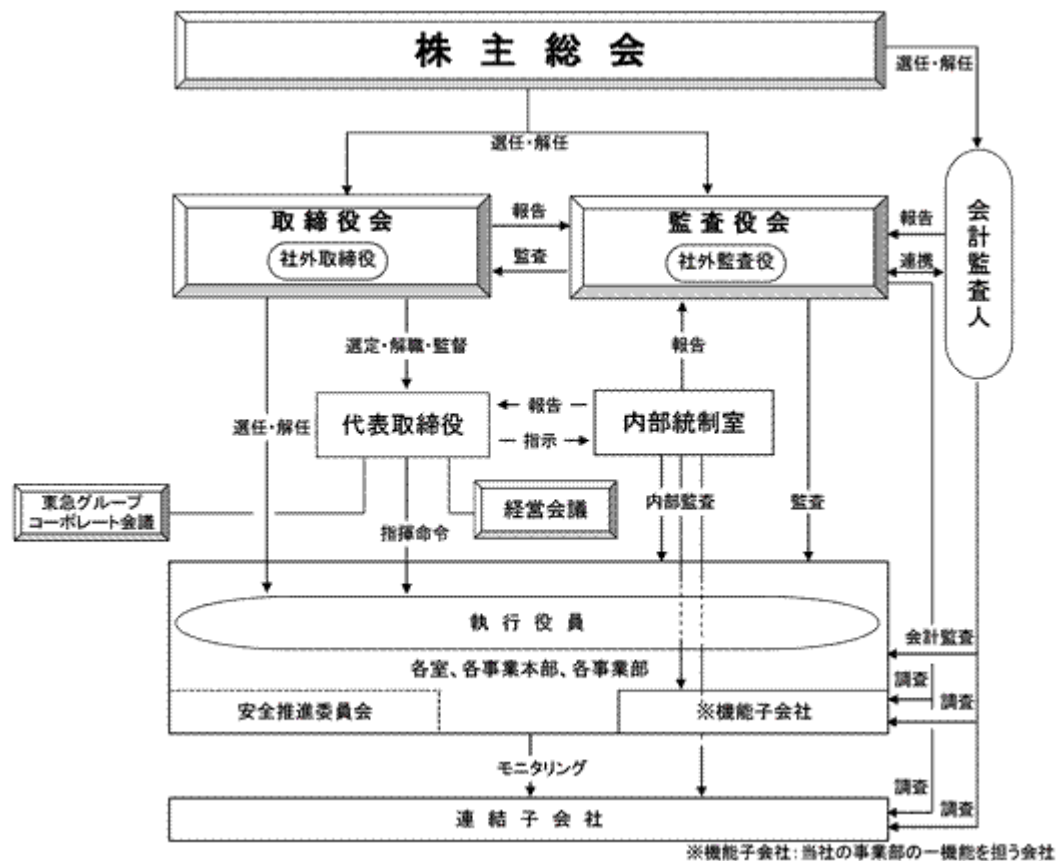 株主総会
選任・解任
選任・解任
取締役会
社外取締役
報告
監査
監査役会
社外監査役
報告
連携
会計監査人
選定・解職・監督
報告
選任・解任
代表取締役
報告
指示
内部統制室
東急グループ
コーポレート会議
経営会議
指揮命令
内部監査
監査
執行役員
会計監査
各室、各事業本部、各事業部
調査
調査
安全推進委員会
※機能子会社
モニタリング
調査
調査
連結子会社
※機能子会社：当社の事業部の一機能を担う会社